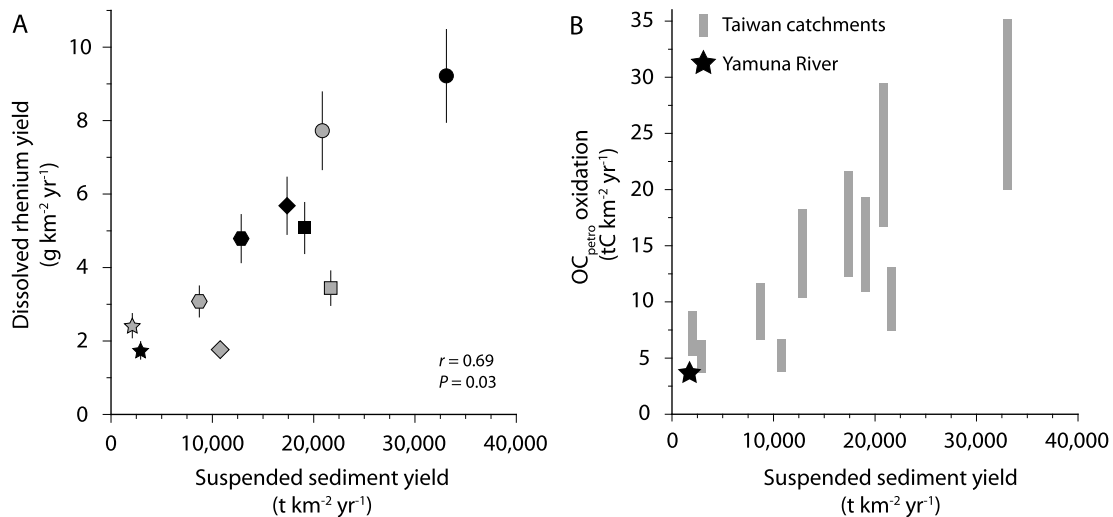 A
Dissolved rhenium yield
(g km⁻² yr⁻¹)
10
8
6
4
2
0
r = 0.69
P = 0.03
0
10,000
20,000
30,000
40,000
Suspended sediment yield
(t km⁻² yr⁻¹)
B
Taiwan catchments
Yamuna River
OCpetro oxidation
(tC km⁻² yr⁻¹)
35
30
25
20
15
10
5
0
0
10,000
20,000
30,000
40,000
Suspended sediment yield
(t km⁻² yr⁻¹)